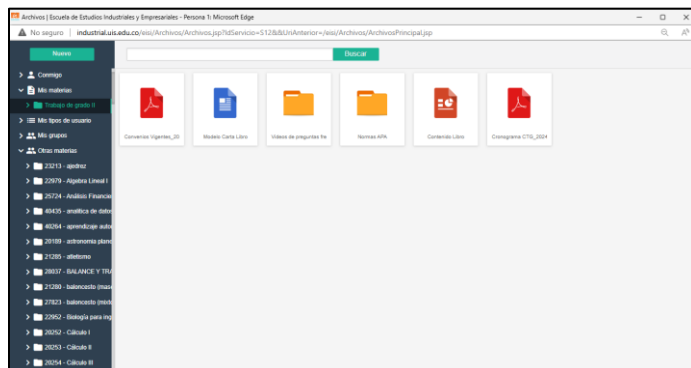 Archivos | Escuela de Estudios Industriales y Empresariales - Persona 1: Microsoft Edge
No seguro | industrial.uis.edu.co/eisi/Archivos/Archivos.jsp?IdServicio=S12&&UriAnterior=/eisi/Archivos/ArchivosPrincipal.jsp
Nuevo
Buscar
Conmigo
Mis materias
Trabajo de grado II
Mis tipos de usuario
Mis grupos
Otras materias
23213 - ajedrez
22979 - Algebra Lineal I
25724 - Análisis Financie
40435 - analítica de datos
40264 - aprendizaje auto
20189 - astronomía plane
21285 - atletismo
28037 - BALANCE Y TRA
21280 - baloncesto (masc
27823 - baloncesto (mod
22952 - Biología para ing
20252 - Cálculo I
20253 - Cálculo II
20254 - Cálculo III
Convenios Vigentes_20
Modelo Carta Libro
Videos de preguntas fre
Normas APA
Contenido Libro
Cronograma CTG_2024